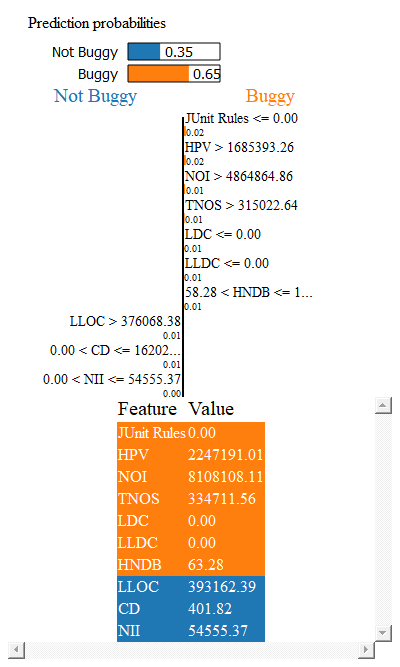 Prediction probabilities
Not Buggy 0.35
Buggy 0.65
Not Buggy Buggy
JUnit Rules <= 0.00
0.02
HPV > 1685393.26
0.02
NOI > 4864864.86
0.01
TNOS > 315022.64
0.01
LDC <= 0.00
0.01
LLDC <= 0.00
0.01
58.28 < HNDB <= 1...
0.01
LLOC > 376068.38
0.01
0.00 < CD <= 16202...
0.01
0.00 < NII <= 54555.37
0.00
Feature Value
JUnit Rules 0.00
HPV 2247191.01
NOI 8108108.11
TNOS 334711.56
LDC 0.00
LLDC 0.00
HNDB 63.28
LLOC 393162.39
CD 401.82
NII 54555.37